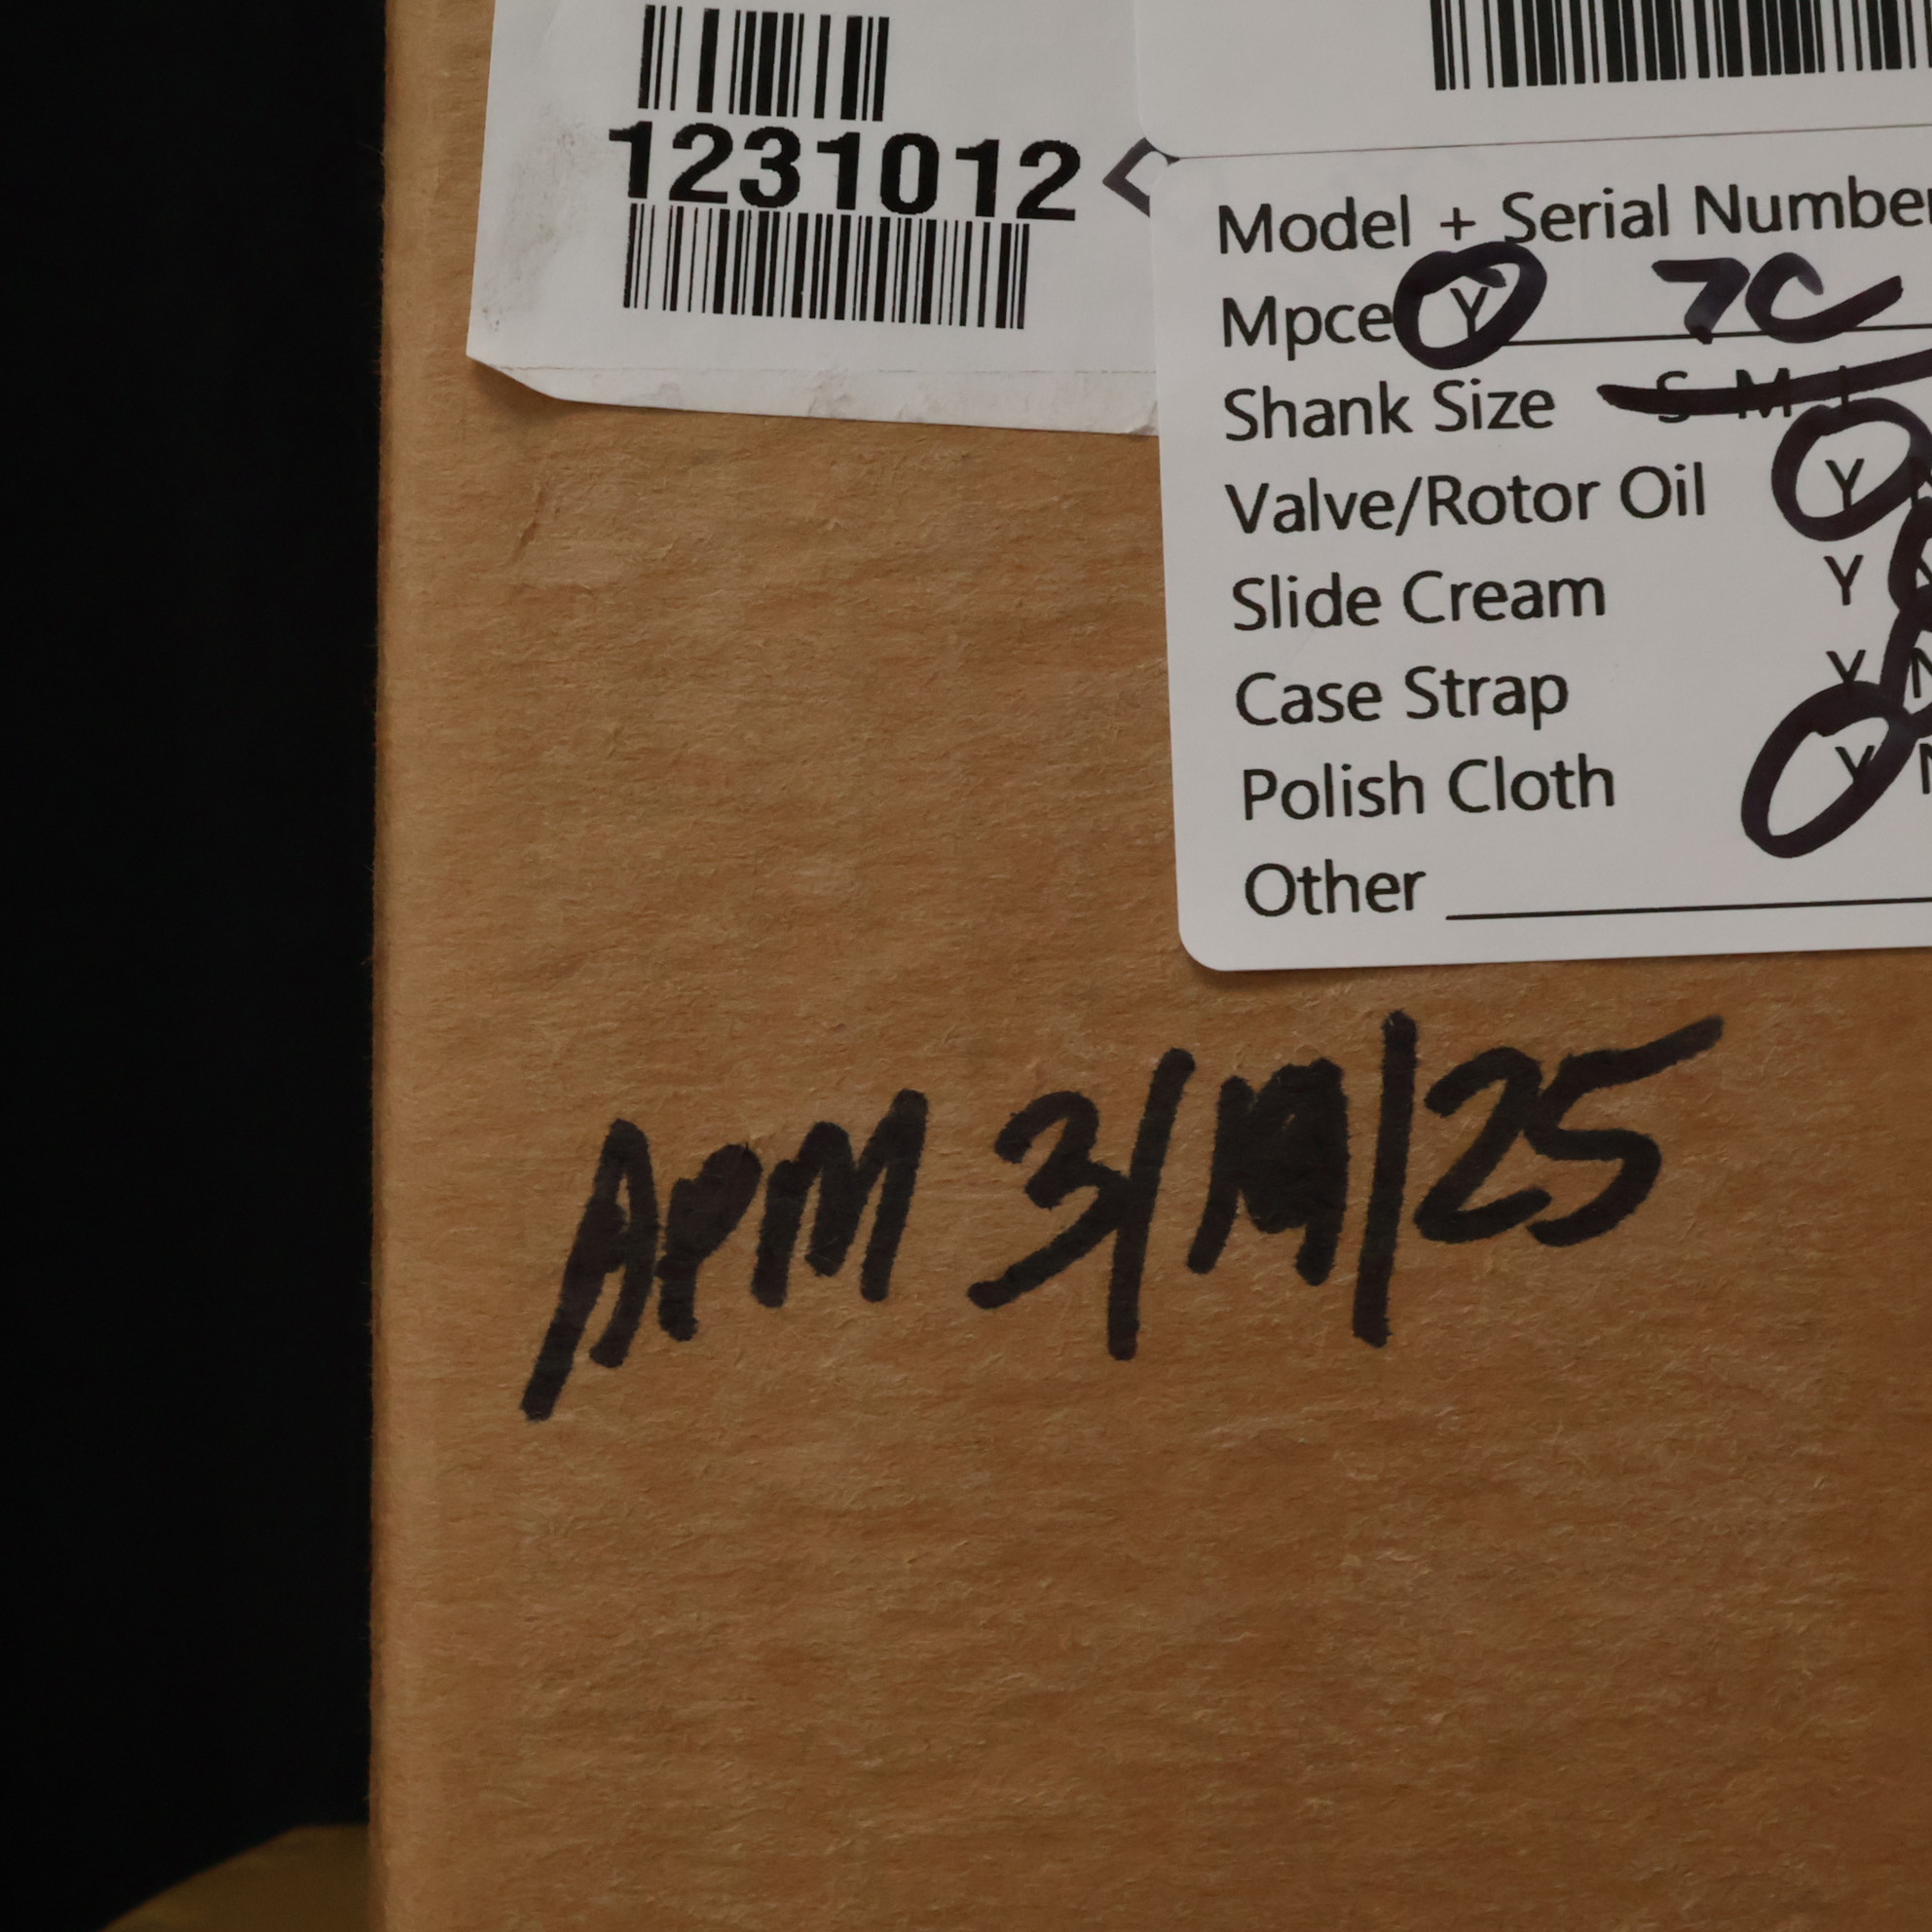 1231012
Model + Serial Number
Mpce Y 7C
Shank Size S M L
Valve/Rotor Oil Y N
Slide Cream Y N
Case Strap Y N
Polish Cloth Y N
Other
APM 3/19/25